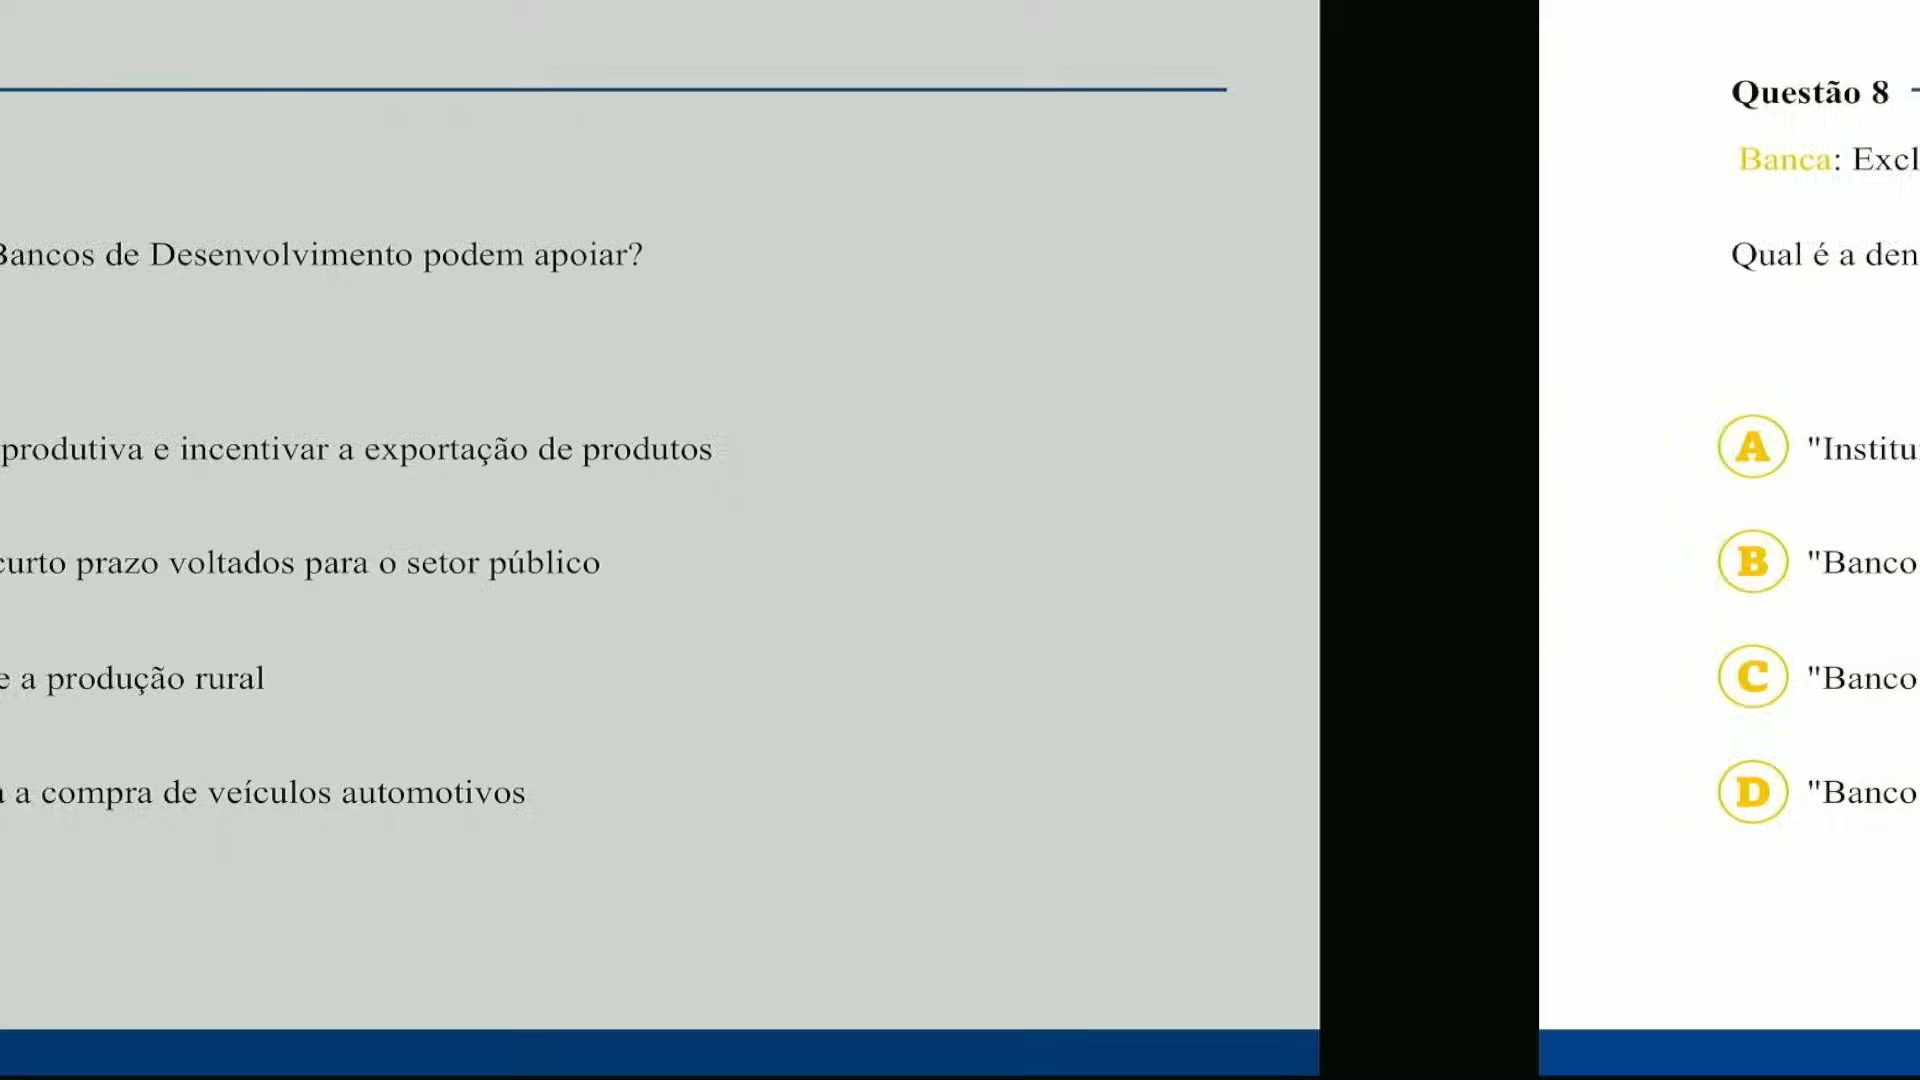 Bancos de Desenvolvimento podem apoiar?
produtiva e incentivar a exportação de produtos
curto prazo voltados para o setor público
e a produção rural
a compra de veículos automotivos
Questão 8
Banca: Excl
Qual é a den
A "Institu
B "Banco
C "Banco
D "Banco